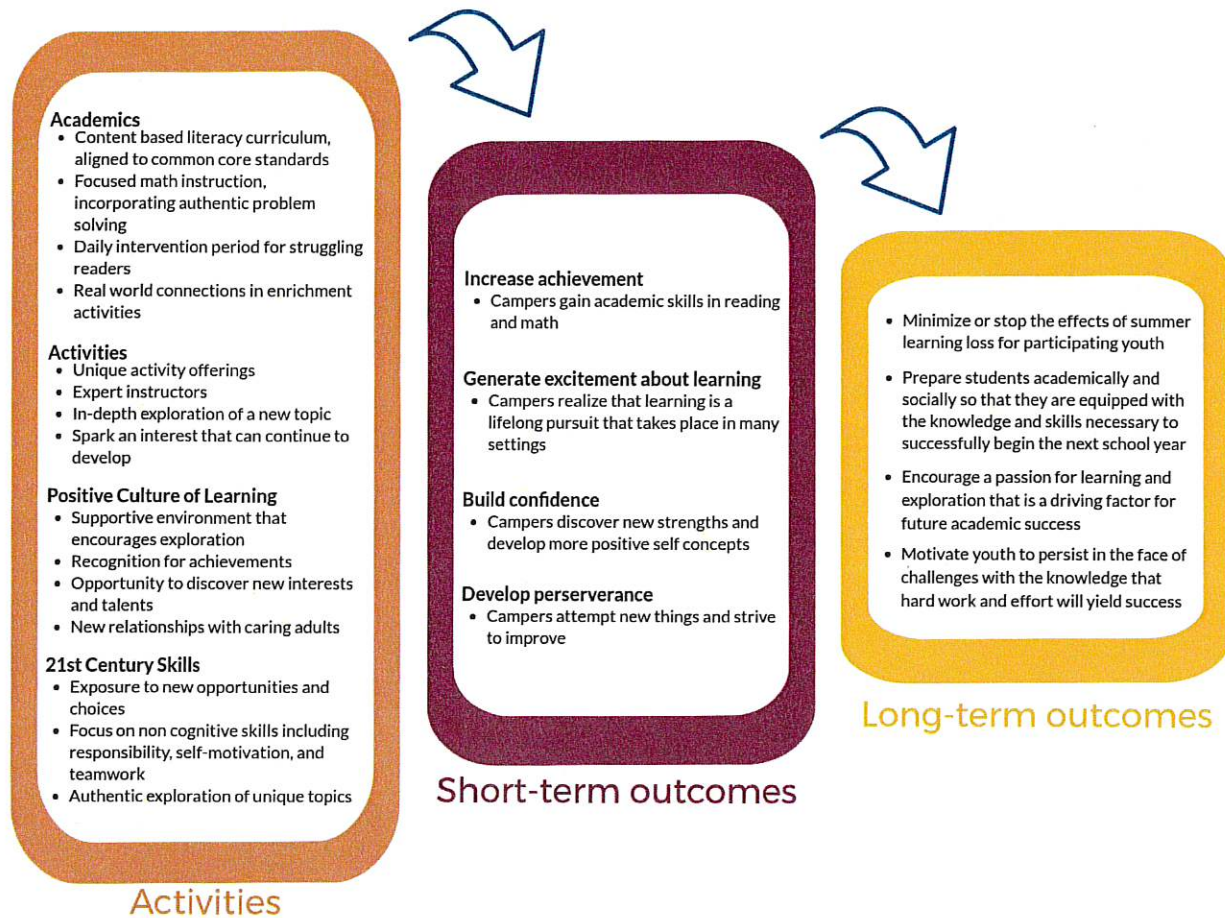 Academics
• Content based literacy curriculum,
aligned to common core standards
• Focused math instruction,
incorporating authentic problem
solving
• Daily intervention period for struggling
readers
• Real world connections in enrichment
activities
Activities
• Unique activity offerings
• Expert instructors
• In-depth exploration of a new topic
• Spark an interest that can continue to
develop
Positive Culture of Learning
• Supportive environment that
encourages exploration
• Recognition for achievements
• Opportunity to discover new interests
and talents
• New relationships with caring adults
21st Century Skills
• Exposure to new opportunities and
choices
• Focus on non cognitive skills including
responsibility, self-motivation, and
teamwork
• Authentic exploration of unique topics
Activities
Increase achievement
• Campers gain academic skills in reading
and math
Generate excitement about learning
• Campers realize that learning is a
lifelong pursuit that takes place in many
settings
Build confidence
• Campers discover new strengths and
develop more positive self concepts
Develop perserverance
• Campers attempt new things and strive
to improve
Short-term outcomes
• Minimize or stop the effects of summer
learning loss for participating youth
• Prepare students academically and
socially so that they are equipped with
the knowledge and skills necessary to
successfully begin the next school year
• Encourage a passion for learning and
exploration that is a driving factor for
future academic success
• Motivate youth to persist in the face of
challenges with the knowledge that
hard work and effort will yield success
Long-term outcomes